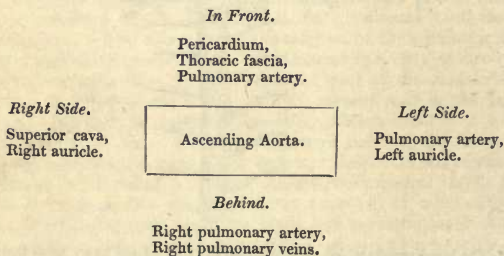 In Front.
Pericardium,
Thoracic fascia,
Pulmonary artery.
Right Side.
Superior cava,
Right auricle.
Ascending Aorta.
Left Side.
Pulmonary artery,
Left auricle.
Behind.
Right pulmonary artery,
Right pulmonary veins.